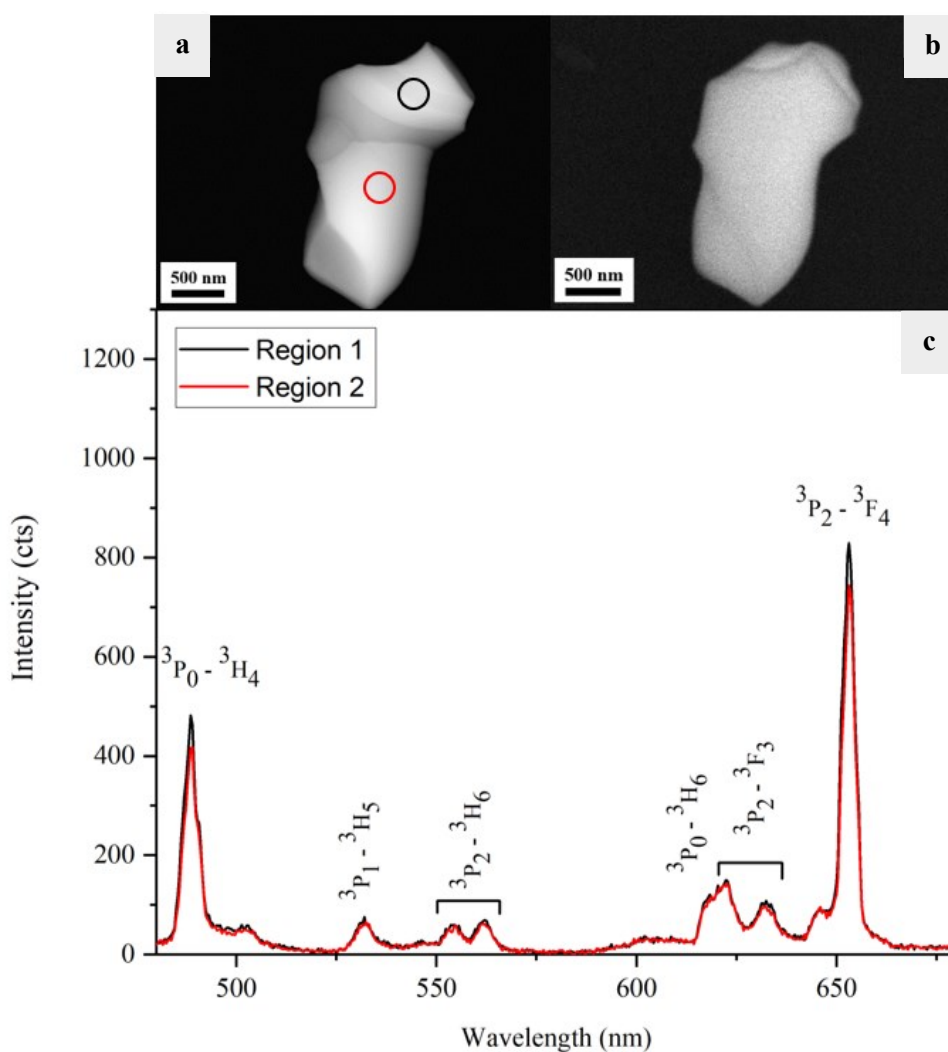 a
b
500 nm
500 nm
c
Region 1
Region 2
1200
1000
800
600
400
200
0
Intensity (cts)
³P₀ - ³H₄
³P₁ - ³H₅
³P₂ - ³H₆
³P₀ - ³H₆
³P₂ - ³F₃
³P₂ - ³F₄
500
550
600
650
Wavelength (nm)